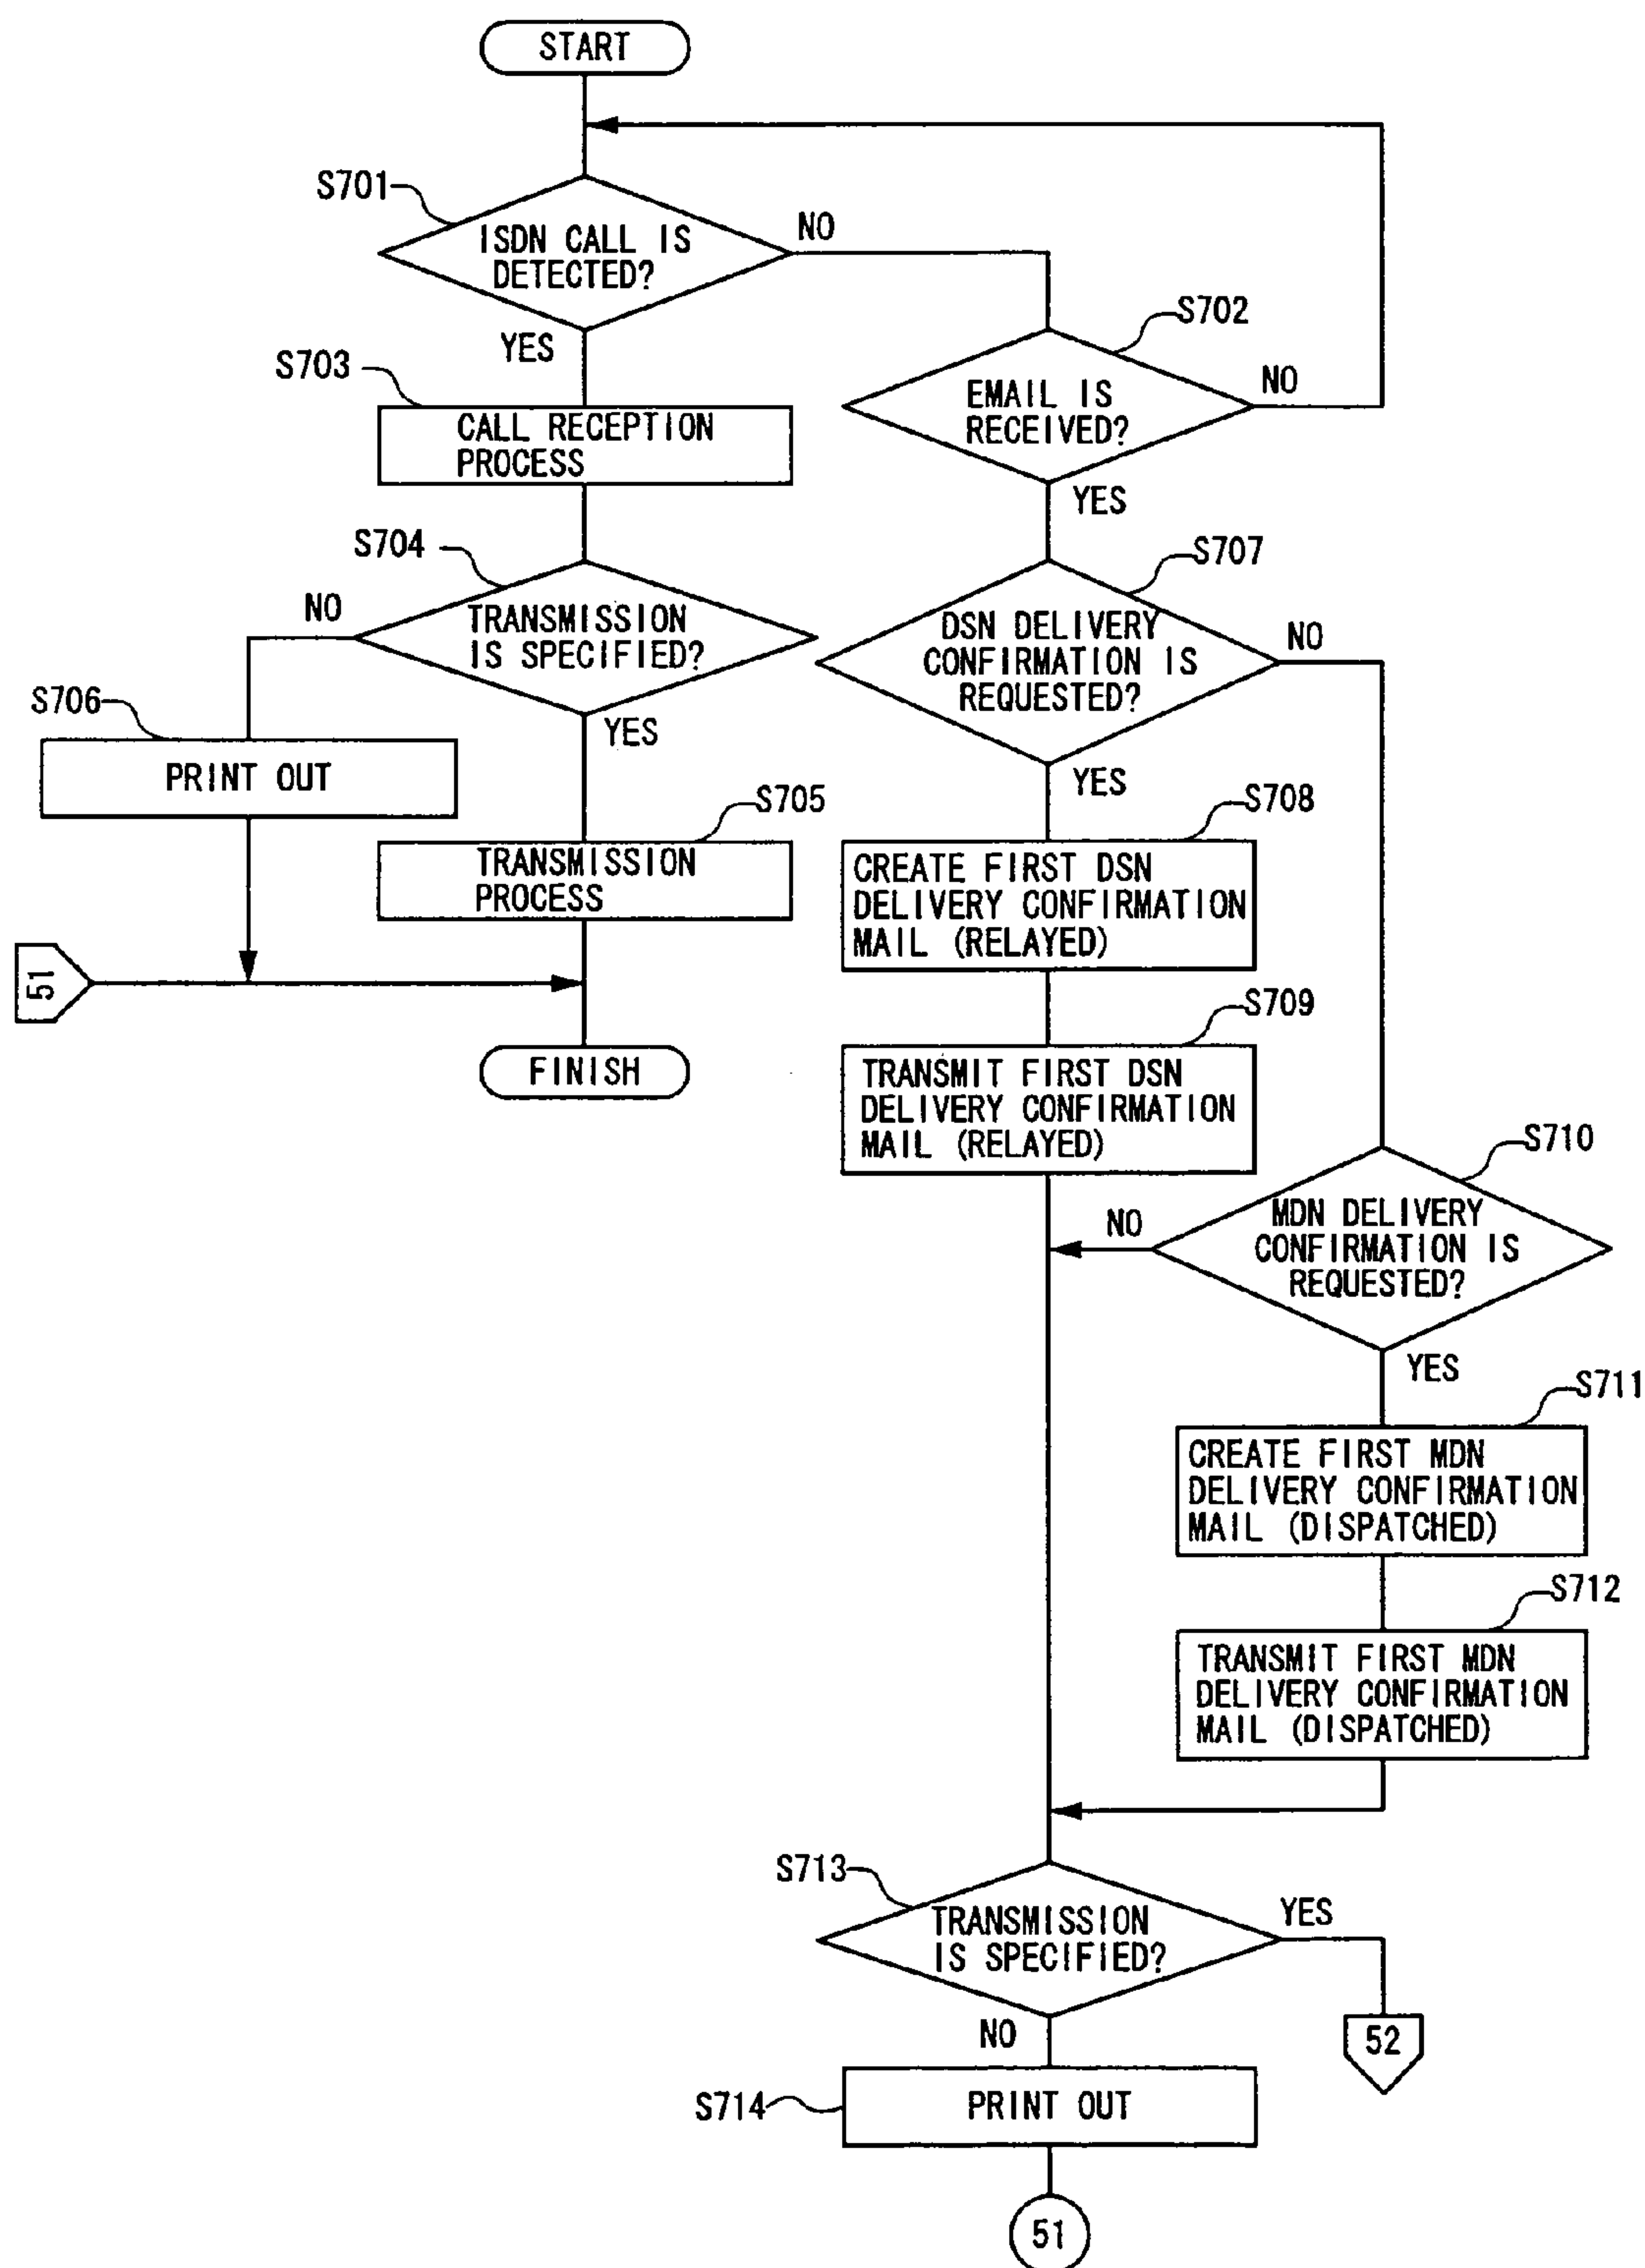 START
S701
ISDN CALL IS
DETECTED?
NO
YES
S702
EMAIL IS
RECEIVED?
NO
YES
S703
CALL RECEPTION
PROCESS
S704
TRANSMISSION
IS SPECIFIED?
NO
YES
S706
PRINT OUT
S705
TRANSMISSION
PROCESS
51
FINISH
S707
DSN DELIVERY
CONFIRMATION IS
REQUESTED?
NO
YES
S708
CREATE FIRST DSN
DELIVERY CONFIRMATION
MAIL (RELAYED)
S709
TRANSMIT FIRST DSN
DELIVERY CONFIRMATION
MAIL (RELAYED)
S710
MDN DELIVERY
CONFIRMATION IS
REQUESTED?
NO
YES
S711
CREATE FIRST MDN
DELIVERY CONFIRMATION
MAIL (DISPATCHED)
S712
TRANSMIT FIRST MDN
DELIVERY CONFIRMATION
MAIL (DISPATCHED)
S713
TRANSMISSION
IS SPECIFIED?
YES
NO
52
S714
PRINT OUT
51